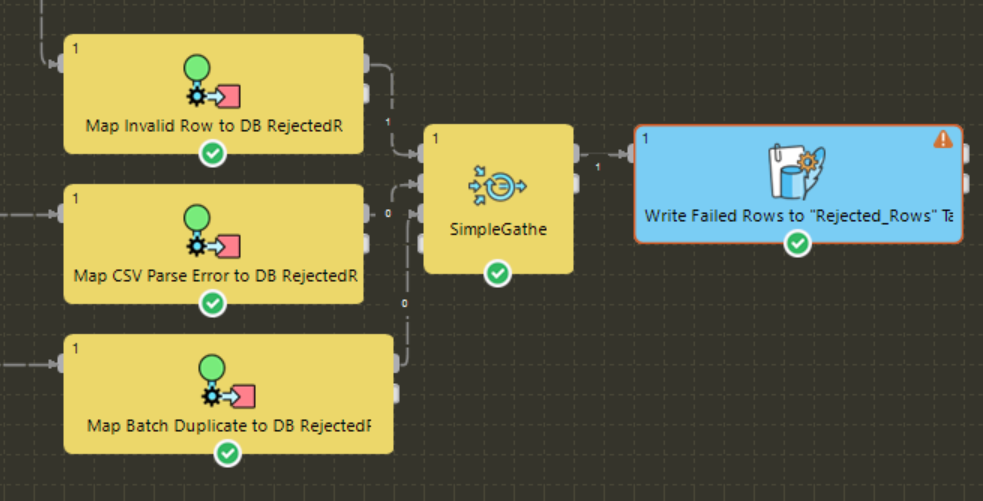 1
Map Invalid Row to DB RejectedR
1
1
SimpleGathe
1
1
Write Failed Rows to "Rejected_Rows" Ta
1
Map CSV Parse Error to DB RejectedR
0
0
1
Map Batch Duplicate to DB RejectedF